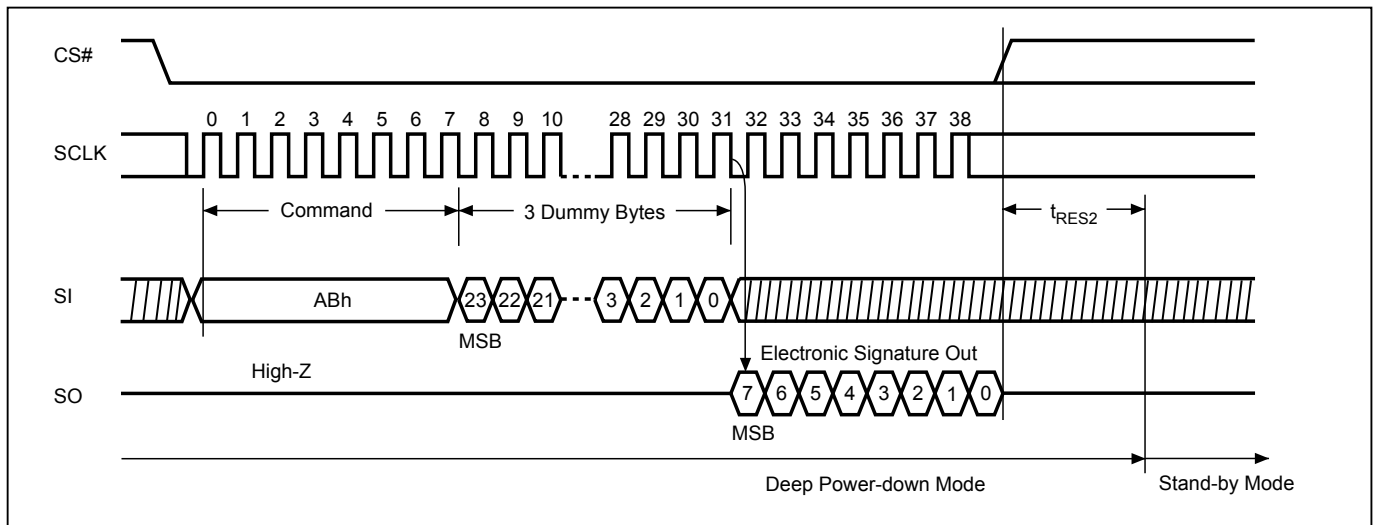 CS#
0 1 2 3 4 5 6 7 8 9 10 28 29 30 31 32 33 34 35 36 37 38
SCLK
Command 3 Dummy Bytes tRES2
SI ABh 23 22 21 3 2 1 0
MSB
High-Z Electronic Signature Out
SO 7 6 5 4 3 2 1 0
MSB
Deep Power-down Mode Stand-by Mode